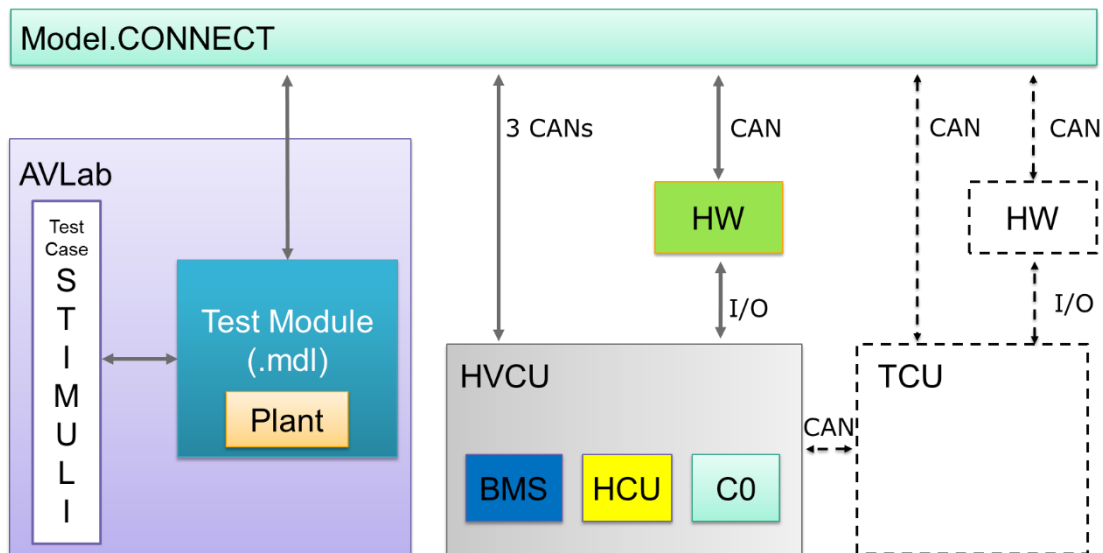 Model.CONNECT
3 CANs
CAN
CAN
CAN
AVLab
Test
Case
S
T
I
M
U
L
I
Test Module
(.mdl)
Plant
HW
HW
I/O
I/O
HVCU
TCU
CAN
BMS
HCU
C0